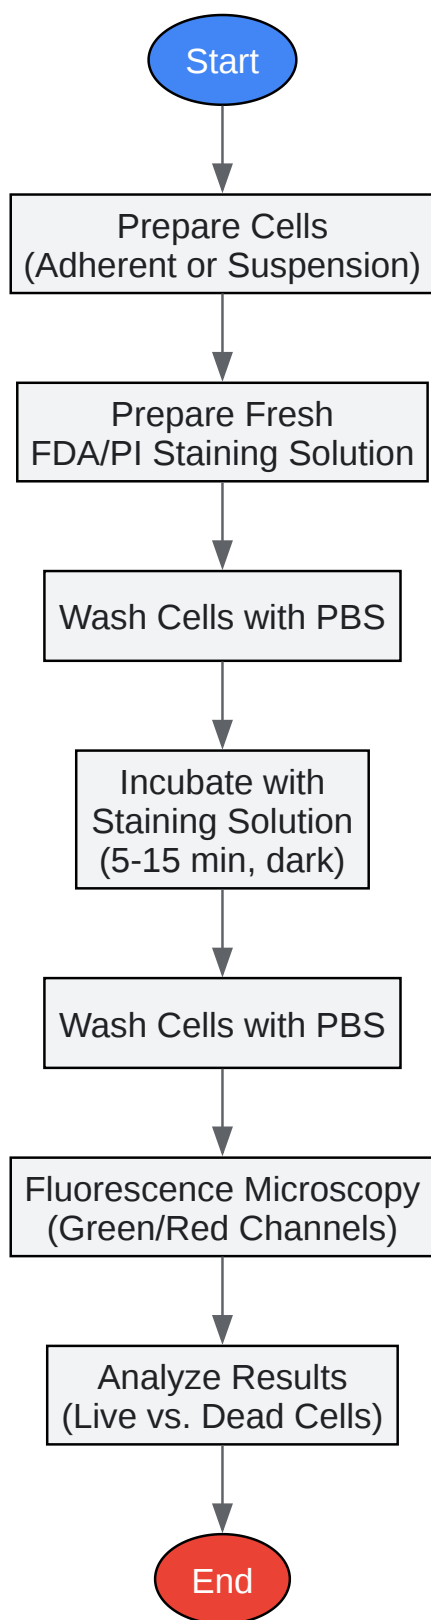 Start
Prepare Cells
(Adherent or Suspension)
Prepare Fresh
FDA/PI Staining Solution
Wash Cells with PBS
Incubate with
Staining Solution
(5-15 min, dark)
Wash Cells with PBS
Fluorescence Microscopy
(Green/Red Channels)
Analyze Results
(Live vs. Dead Cells)
End